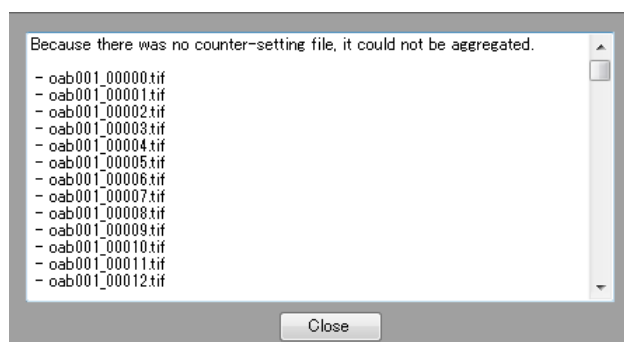 Because there was no counter-setting file, it could not be aggregated.
- oab001_00000.tif
- oab001_00001.tif
- oab001_00002.tif
- oab001_00003.tif
- oab001_00004.tif
- oab001_00005.tif
- oab001_00006.tif
- oab001_00007.tif
- oab001_00008.tif
- oab001_00009.tif
- oab001_00010.tif
- oab001_00011.tif
- oab001_00012.tif
Close